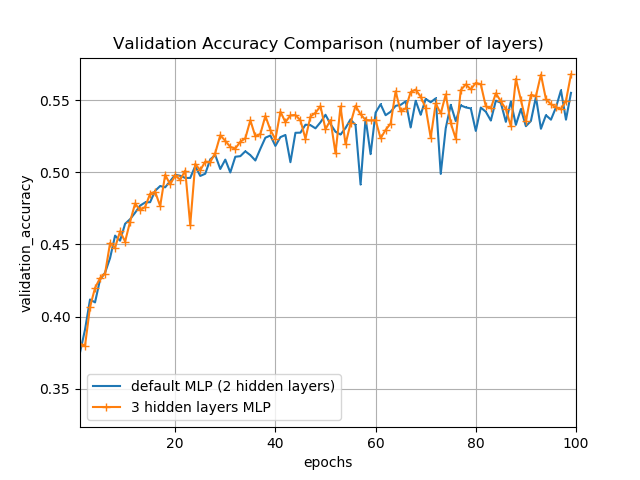 Validation Accuracy Comparison (number of layers)
validation_accuracy
0.55
0.50
0.45
0.40
0.35
default MLP (2 hidden layers)
3 hidden layers MLP
20
40
60
80
100
epochs